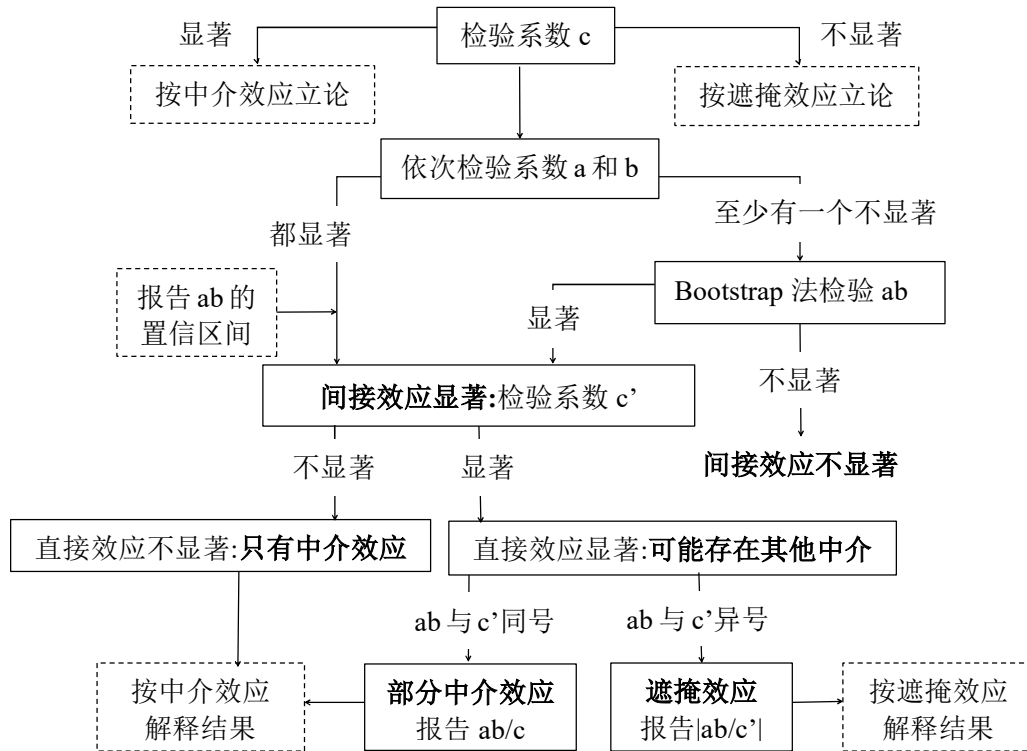 显著
检验系数 c
不显著
按中介效应立论
按遮掩效应立论
依次检验系数 a 和 b
都显著
至少有一个不显著
报告 ab 的
置信区间
Bootstrap 法检验 ab
显著
不显著
间接效应显著:检验系数 c’
间接效应不显著
不显著
显著
直接效应不显著:只有中介效应
直接效应显著:可能存在其他中介
ab 与 c’同号
ab 与 c’异号
按中介效应
解释结果
部分中介效应
报告 ab/c
遮掩效应
报告|ab/c’|
按遮掩效应
解释结果